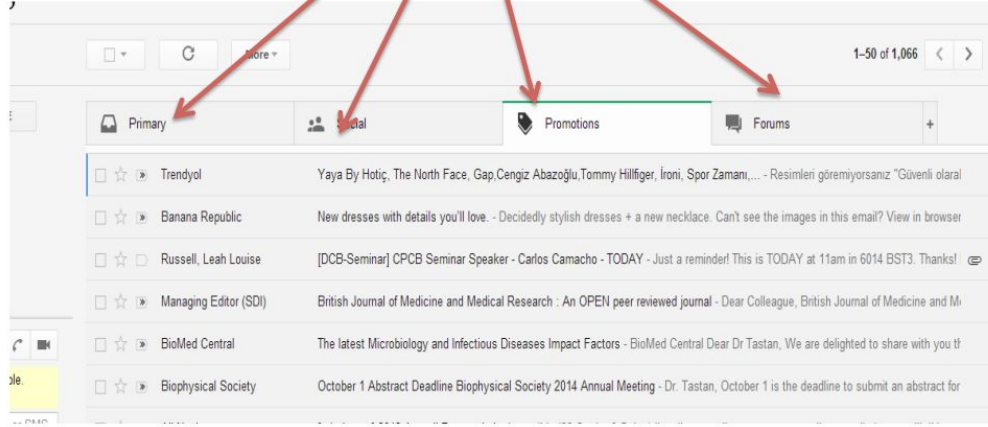 More
1–50 of 1,066
Primary
Promotions
Forums
+
Trendyol Yaya By Hotiç, The North Face, Gap,Cengiz Abazoğlu,Tommy Hillfiger, İroni, Spor Zamanı,... - Resimleri göremiyorsanız "Güvenli olaral
Banana Republic New dresses with details you'll love. - Decidedly stylish dresses + a new necklace. Can't see the images in this email? View in browser
Russell, Leah Louise [DCB-Seminar] CPCB Seminar Speaker - Carlos Camacho - TODAY - Just a reminder! This is TODAY at 11am in 6014 BST3. Thanks!
Managing Editor (SDI) British Journal of Medicine and Medical Research : An OPEN peer reviewed journal - Dear Colleague, British Journal of Medicine and M
BioMed Central The latest Microbiology and Infectious Diseases Impact Factors - BioMed Central Dear Dr Tastan, We are delighted to share with you th
ple.
Biophysical Society October 1 Abstract Deadline Biophysical Society 2014 Annual Meeting - Dr. Tastan, October 1 is the deadline to submit an abstract for